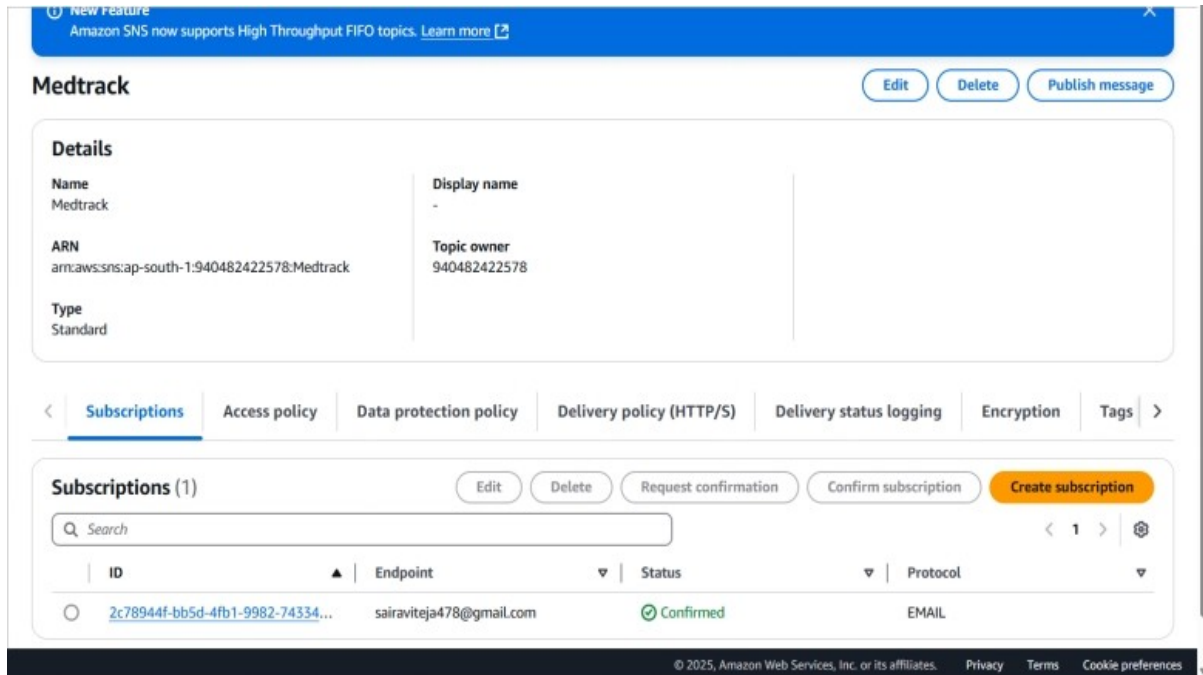 New Feature
Amazon SNS now supports High Throughput FIFO topics. Learn more
Medtrack
Edit
Delete
Publish message
Details
Name
Medtrack
Display name
-
ARN
arn:aws:sns:ap-south-1:940482422578:Medtrack
Topic owner
940482422578
Type
Standard
Subscriptions
Access policy
Data protection policy
Delivery policy (HTTP/S)
Delivery status logging
Encryption
Tags
Subscriptions (1)
Edit
Delete
Request confirmation
Confirm subscription
Create subscription
Search
1
ID
Endpoint
Status
Protocol
2c78944f-bb5d-4fb1-9982-74334...
sairaviteja478@gmail.com
Confirmed
EMAIL
© 2025, Amazon Web Services, Inc. or its affiliates.
Privacy
Terms
Cookie preferences